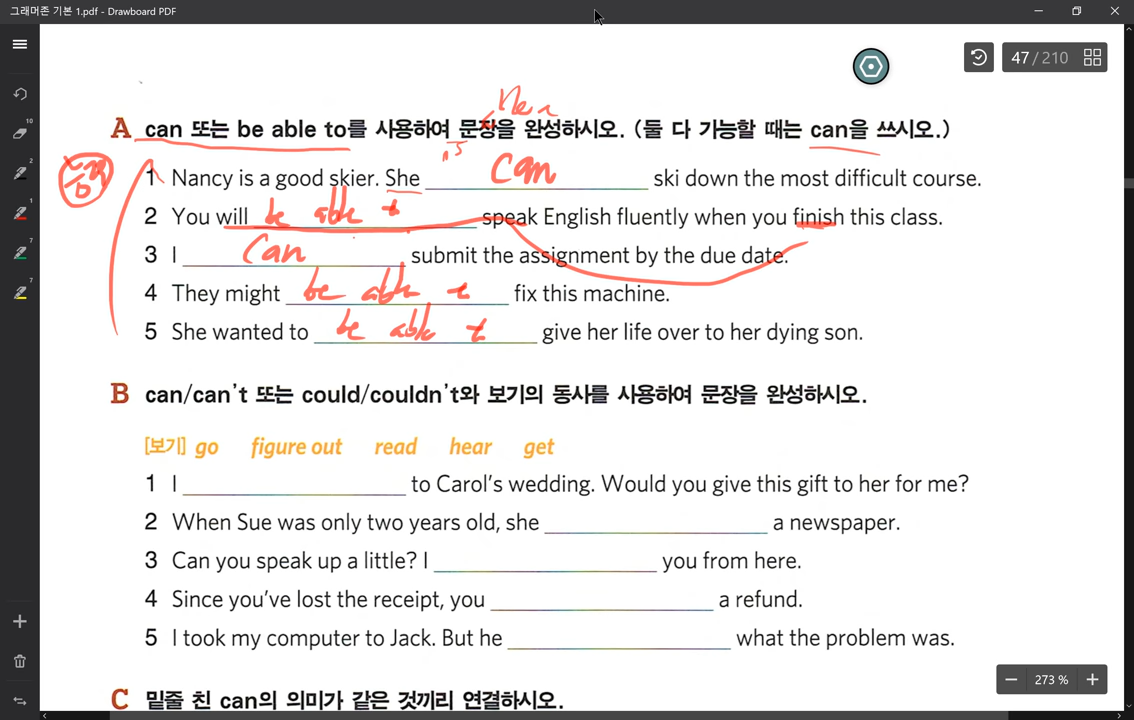 그래머존 기본 1.pdf - Drawboard PDF
47 / 210
A can 또는 be able to를 사용하여 문장을 완성하시오. (둘 다 가능할 때는 can을 쓰시오.)
1 Nancy is a good skier. She can ski down the most difficult course.
2 You will be able t speak English fluently when you finish this class.
3 I Can submit the assignment by the due date.
4 They might be able t fix this machine.
5 She wanted to be able t give her life over to her dying son.
B can/can't 또는 could/couldn't와 보기의 동사를 사용하여 문장을 완성하시오.
[보기] go figure out read hear get
1 I to Carol's wedding. Would you give this gift to her for me?
2 When Sue was only two years old, she a newspaper.
3 Can you speak up a little? I you from here.
4 Since you've lost the receipt, you a refund.
5 I took my computer to Jack. But he what the problem was.
C 밑줄 친 can의 의미가 같은 것끼리 연결하시오.
273 %
10
2
1
7
7